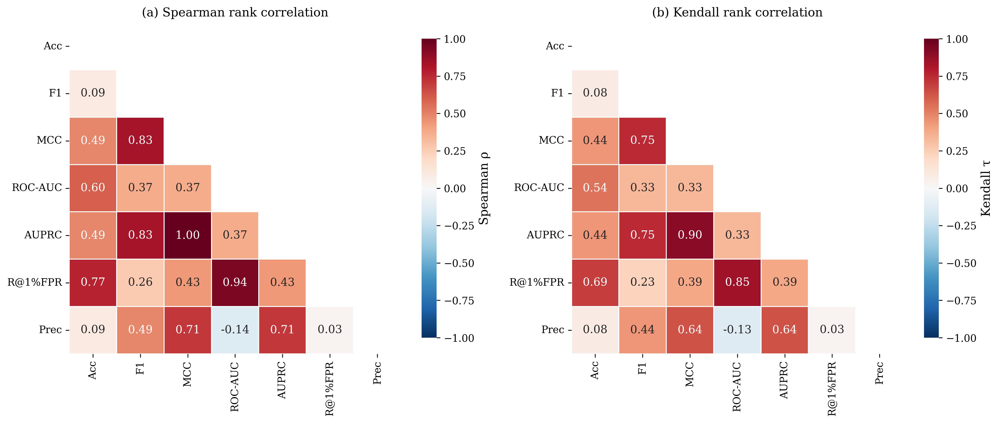 (a) Spearman rank correlation
Acc
F1
MCC
ROC-AUC
AUPRC
R@1%FPR
Prec
0.09
0.49 0.83
0.60 0.37 0.37
0.49 0.83 1.00 0.37
0.77 0.26 0.43 0.94 0.43
0.09 0.49 0.71 -0.14 0.71 0.03
Acc F1 MCC ROC-AUC AUPRC R@1%FPR Prec
1.00
0.75
0.50
0.25
0.00
−0.25
−0.50
−0.75
−1.00
Spearman ρ
(b) Kendall rank correlation
Acc
F1
MCC
ROC-AUC
AUPRC
R@1%FPR
Prec
0.08
0.44 0.75
0.54 0.33 0.33
0.44 0.75 0.90 0.33
0.69 0.23 0.39 0.85 0.39
0.08 0.44 0.64 -0.13 0.64 0.03
Acc F1 MCC ROC-AUC AUPRC R@1%FPR Prec
1.00
0.75
0.50
0.25
0.00
−0.25
−0.50
−0.75
−1.00
Kendall τ